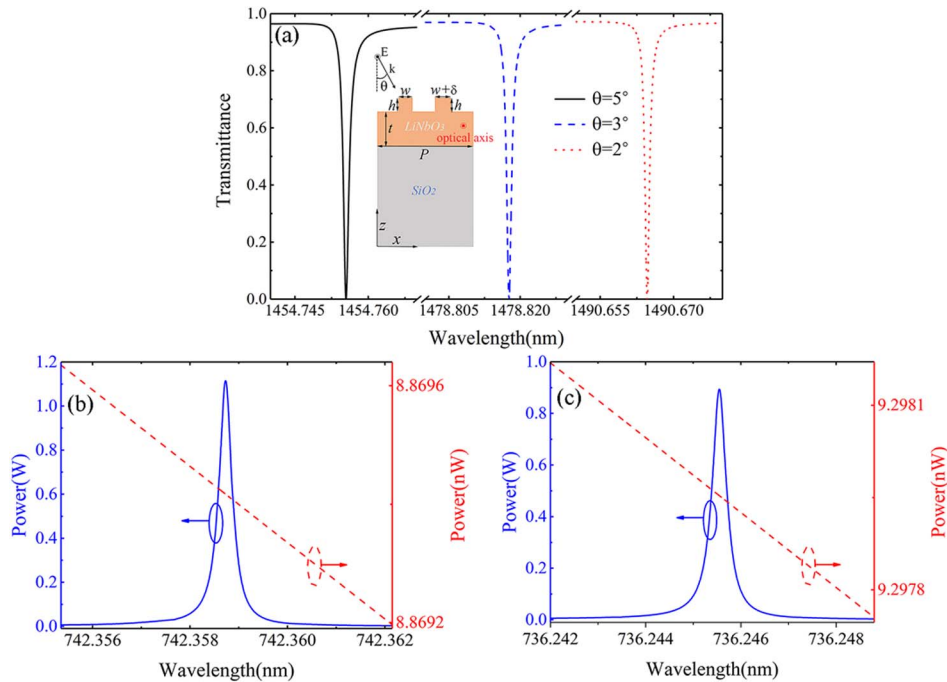 (a)
Transmittance
1.0
0.8
0.6
0.4
0.2
0.0
E
k
θ
w w+δ
h h
t LiNbO₃
optical axis
P
SiO₂
z
x
θ=5°
θ=3°
θ=2°
1454.745 1454.760 1478.805 1478.820 1490.655 1490.670
Wavelength(nm)
(b)
Power(W)
1.2
1.0
0.8
0.6
0.4
0.2
0.0
8.8696
8.8692
Power(nW)
742.356 742.358 742.360 742.362
Wavelength(nm)
(c)
Power(W)
1.0
0.8
0.6
0.4
0.2
0.0
9.2981
9.2978
Power(nW)
736.242 736.244 736.246 736.248
Wavelength(nm)